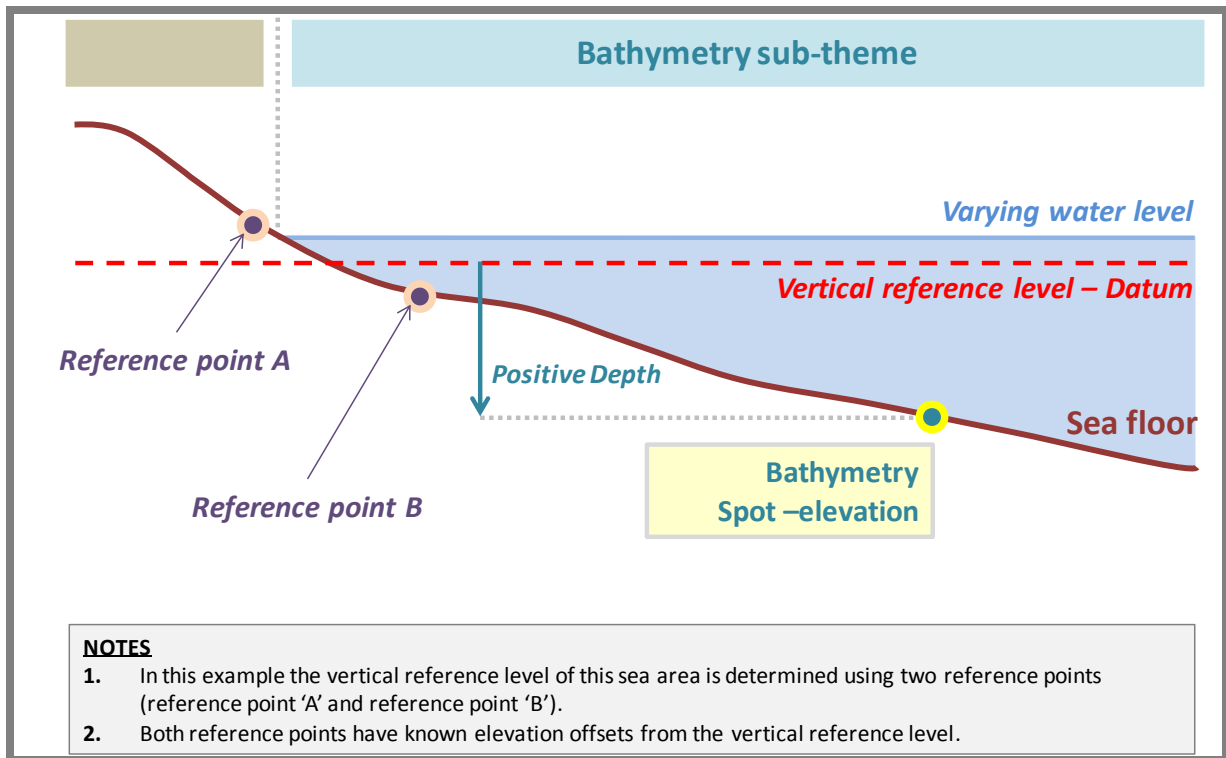 Bathymetry sub-theme
Varying water level
Vertical reference level – Datum
Reference point A
Positive Depth
Sea floor
Bathymetry
Spot –elevation
Reference point B
NOTES
1. In this example the vertical reference level of this sea area is determined using two reference points
(reference point ‘A’ and reference point ‘B’).
2. Both reference points have known elevation offsets from the vertical reference level.